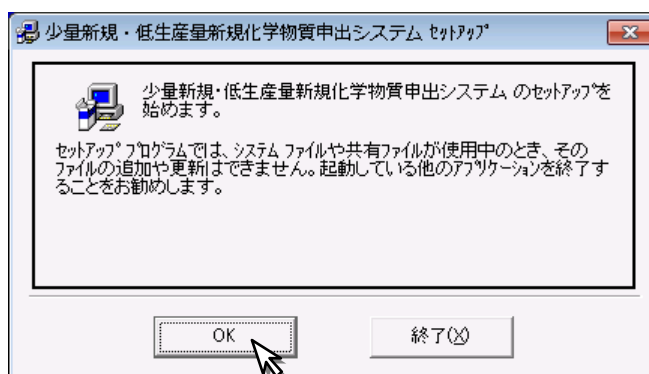 少量新規・低生産量新規化学物質申出システム ｾｯﾄｱｯﾌﾟ
少量新規･低生産量新規化学物質申出システム のｾｯﾄｱｯﾌﾟを
始めます。
ｾｯﾄｱｯﾌﾟ ﾌﾟﾛｸﾞﾗﾑでは、ｼｽﾃﾑ ﾌｧｲﾙや共有ﾌｧｲﾙが使用中のとき、その
ﾌｧｲﾙの追加や更新はできません。起動している他のｱﾌﾟﾘｹｰｼｮﾝを終了す
ることをお勧めします。
OK
終了(X)